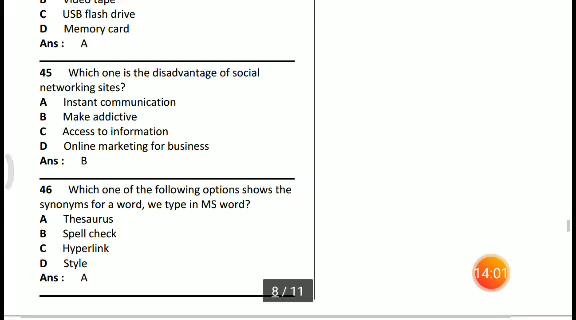 B Video tape
C USB flash drive
D Memory card
Ans : A
45 Which one is the disadvantage of social
networking sites?
A Instant communication
B Make addictive
C Access to information
D Online marketing for business
Ans : B
46 Which one of the following options shows the
synonyms for a word, we type in MS word?
A Thesaurus
B Spell check
C Hyperlink
D Style
Ans : A
8 / 11
14:01